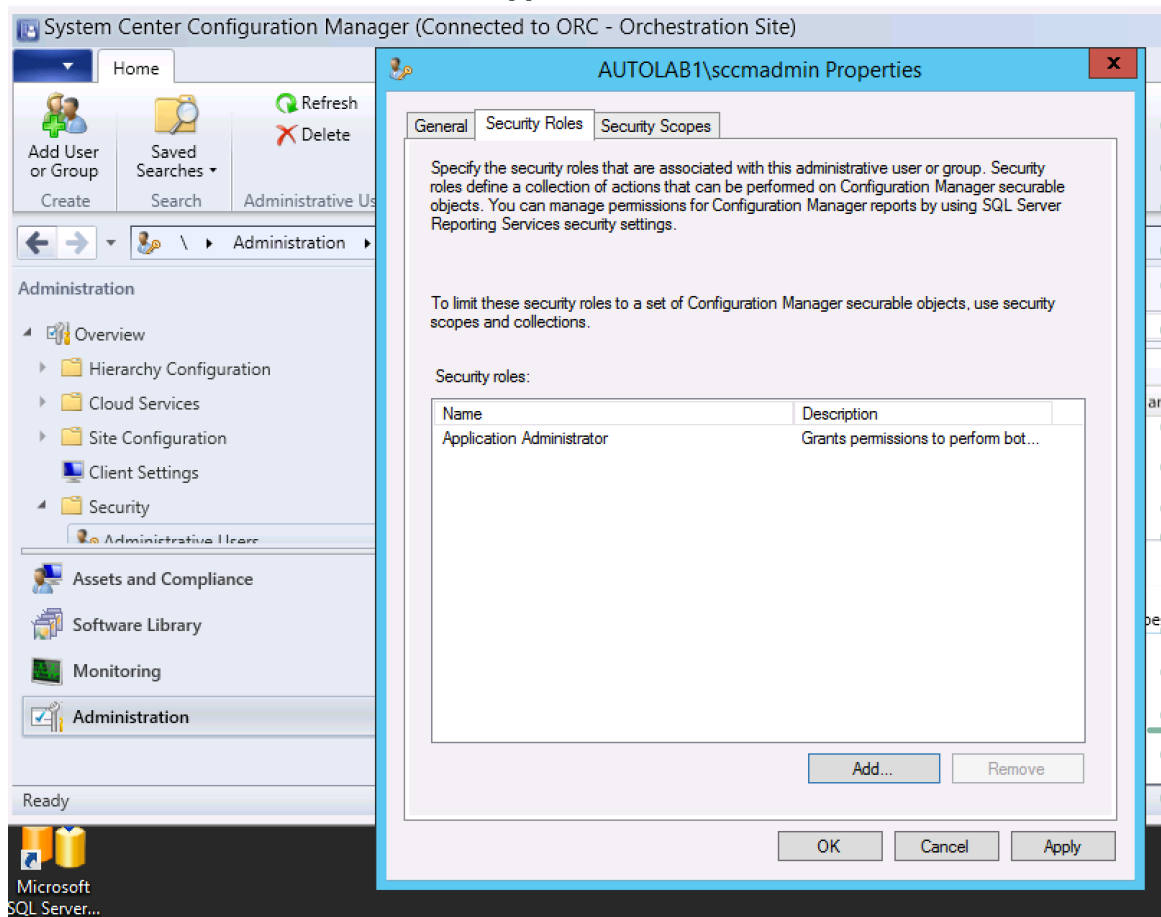 System Center Configuration Manager (Connected to ORC - Orchestration Site)
Home
Add User
or Group
Saved
Searches
Refresh
Delete
Create
Search
Administrative Us
\
Administration
Administration
Overview
Hierarchy Configuration
Cloud Services
Site Configuration
Client Settings
Security
Administrative Users
Assets and Compliance
Software Library
Monitoring
Administration
Ready
Microsoft
SQL Server...
AUTOLAB1\sccmadmin Properties
x
General
Security Roles
Security Scopes
Specify the security roles that are associated with this administrative user or group. Security
roles define a collection of actions that can be performed on Configuration Manager securable
objects. You can manage permissions for Configuration Manager reports by using SQL Server
Reporting Services security settings.
To limit these security roles to a set of Configuration Manager securable objects, use security
scopes and collections.
Security roles:
Name
Description
Application Administrator
Grants permissions to perform bot...
Add...
Remove
OK
Cancel
Apply